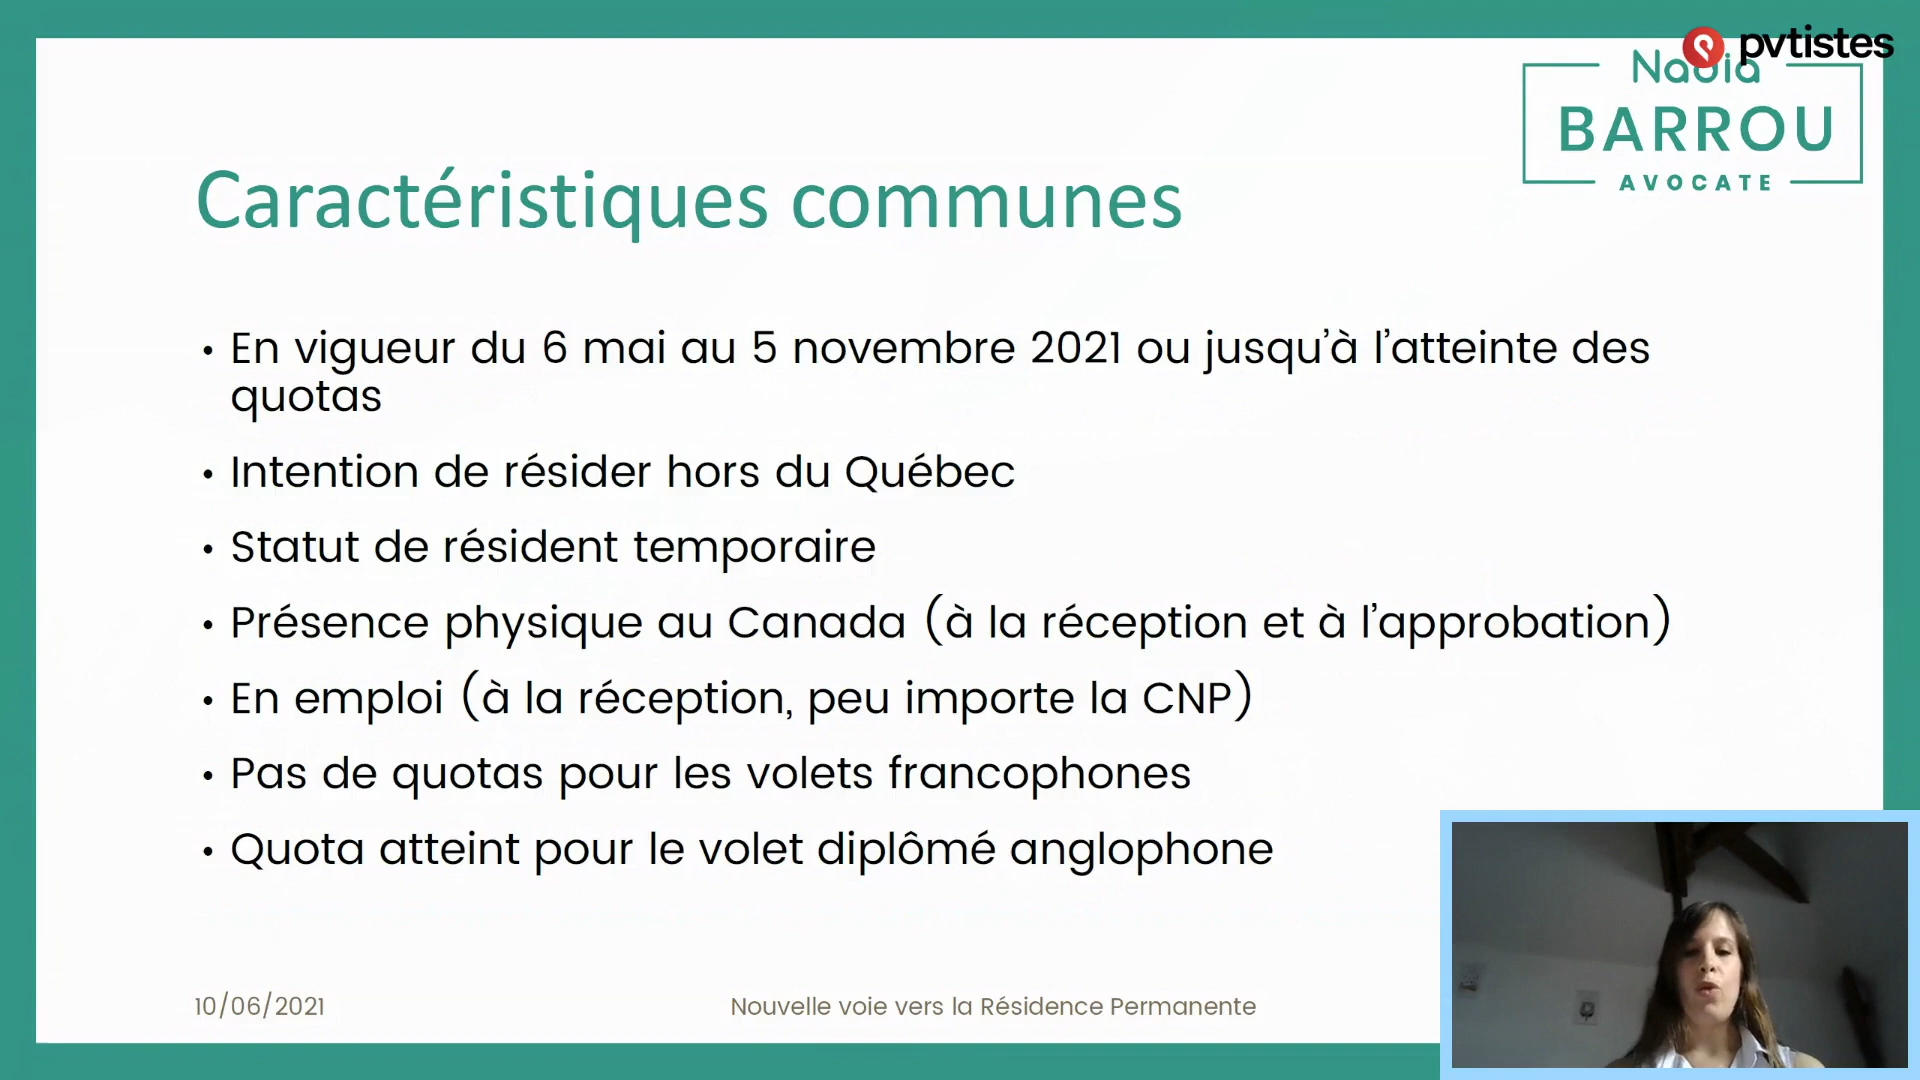 pvtistes
Nadia
BARROU
AVOCATE
Caractéristiques communes
• En vigueur du 6 mai au 5 novembre 2021 ou jusqu’à l’atteinte des
quotas
• Intention de résider hors du Québec
• Statut de résident temporaire
• Présence physique au Canada (à la réception et à l’approbation)
• En emploi (à la réception, peu importe la CNP)
• Pas de quotas pour les volets francophones
• Quota atteint pour le volet diplômé anglophone
10/06/2021
Nouvelle voie vers la Résidence Permanente